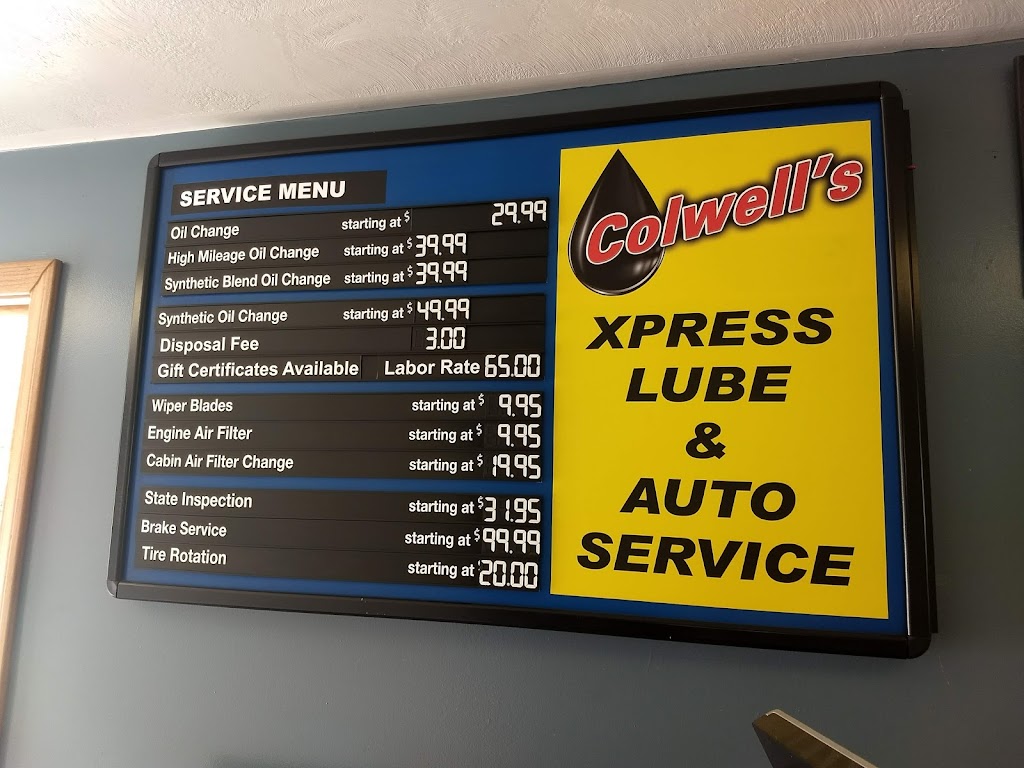 SERVICE MENU
Oil Change starting at $ 29.99
High Mileage Oil Change starting at $ 39.99
Synthetic Blend Oil Change starting at $ 39.99
Synthetic Oil Change starting at $ 49.99
Disposal Fee 3.00
Gift Certificates Available Labor Rate 65.00
Wiper Blades starting at $ 9.95
Engine Air Filter starting at $ 9.95
Cabin Air Filter Change starting at $ 19.95
State Inspection starting at $ 31.95
Brake Service starting at $ 99.99
Tire Rotation starting at $ 20.00
Colwell's
XPRESS
LUBE
&
AUTO
SERVICE